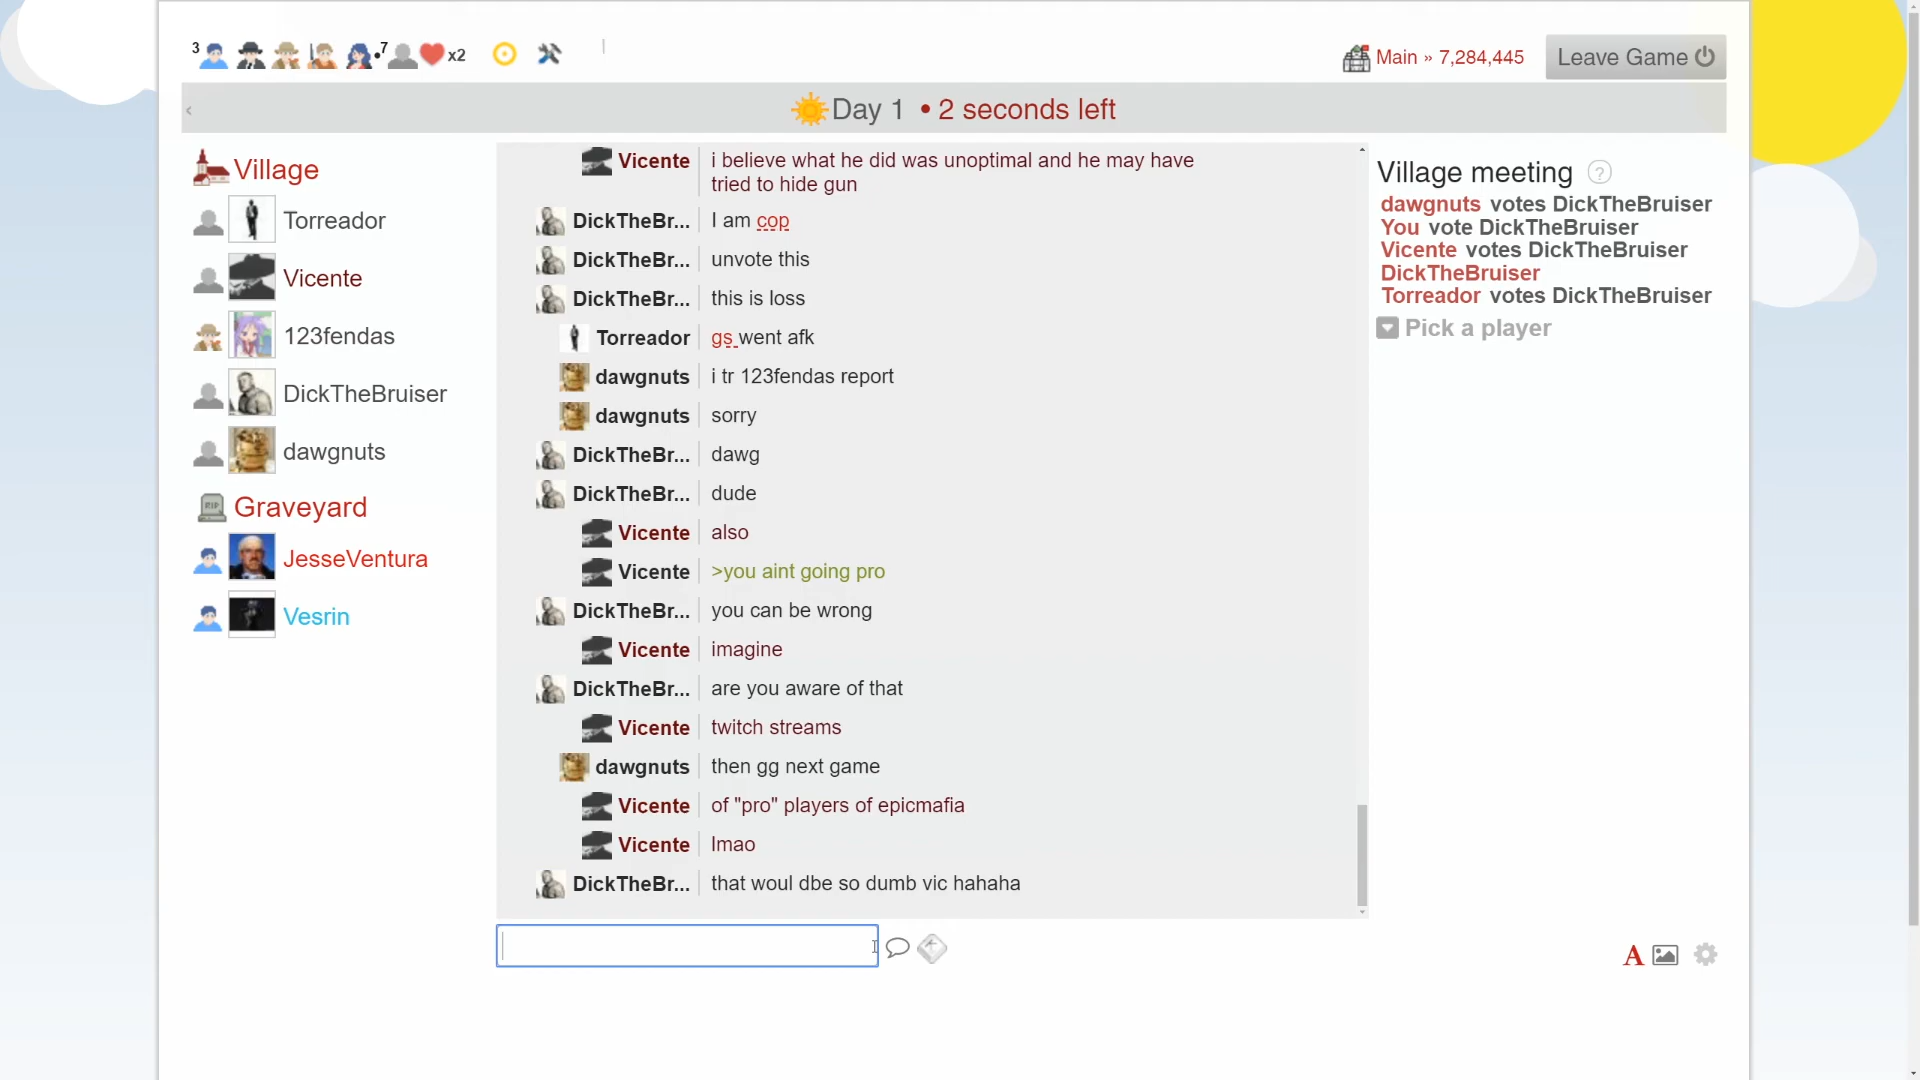 3
7
x2
Main » 7,284,445
Leave Game
Day 1 • 2 seconds left
Village
Torreador
Vicente
123fendas
DickTheBruiser
dawgnuts
Graveyard
RIP
JesseVentura
Vesrin
Vicente i believe what he did was unoptimal and he may have
tried to hide gun
DickTheBr... I am cop
DickTheBr... unvote this
DickTheBr... this is loss
Torreador gs went afk
dawgnuts i tr 123fendas report
dawgnuts sorry
DickTheBr... dawg
DickTheBr... dude
Vicente also
Vicente >you aint going pro
DickTheBr... you can be wrong
Vicente imagine
DickTheBr... are you aware of that
Vicente twitch streams
dawgnuts then gg next game
Vicente of "pro" players of epicmafia
Vicente lmao
DickTheBr... that woul dbe so dumb vic hahaha
Village meeting ?
dawgnuts votes DickTheBruiser
You vote DickTheBruiser
Vicente votes DickTheBruiser
DickTheBruiser
Torreador votes DickTheBruiser
Pick a player
A